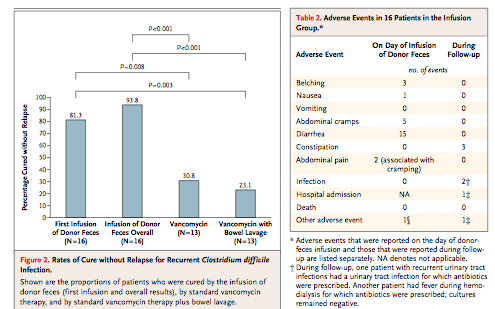 P<0.001
P<0.001
P=0.008
P=0.003
Percentage Cured without Relapse
100
90
80
70
60
50
40
30
20
10
0
81.3
93.8
30.8
23.1
First Infusion
of Donor Feces
(N=16)
Infusion of Donor
Feces Overall
(N=16)
Vancomycin
(N=13)
Vancomycin with
Bowel Lavage
(N=13)
Figure 2. Rates of Cure without Relapse for Recurrent Clostridium difficile
Infection.
Shown are the proportions of patients who were cured by the infusion of
donor feces (first infusion and overall results), by standard vancomycin
therapy, and by standard vancomycin therapy plus bowel lavage.
Table 2. Adverse Events in 16 Patients in the Infusion
Group.*
Adverse Event
On Day of Infusion
of Donor Feces
During
Follow-up
no. of events
Belching 3 0
Nausea 1 0
Vomiting 0 0
Abdominal cramps 5 0
Diarrhea 15 0
Constipation 0 3
Abdominal pain 2 (associated with 0
cramping)
Infection 0 2†
Hospital admission NA 1‡
Death 0 0
Other adverse event 1§ 1‡
* Adverse events that were reported on the day of donor-
feces infusion and those that were reported during follow-
up are listed separately. NA denotes not applicable.
† During follow-up, one patient with recurrent urinary tract
infections had a urinary tract infection for which antibiotics
were prescribed. Another patient had fever during hemo-
dialysis for which antibiotics were prescribed; cultures
remained negative.